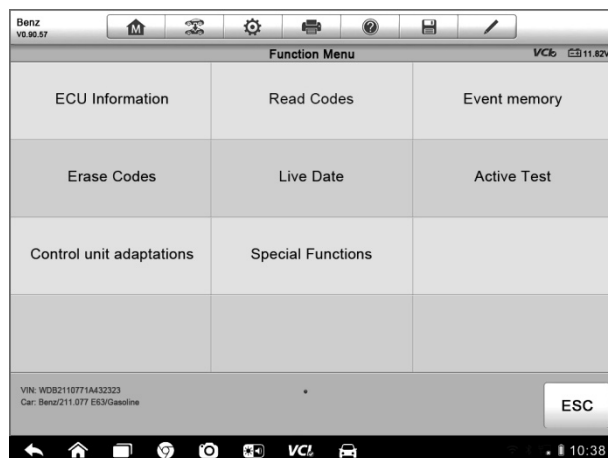 Benz
V0.90.57
M
Function Menu
VCI 11.82V
ECU Information
Read Codes
Event memory
Erase Codes
Live Date
Active Test
Control unit adaptations
Special Functions
VIN: WDB2110771A432323
Car: Benz/211.077 E63/Gasoline
ESC
VCI
10:38